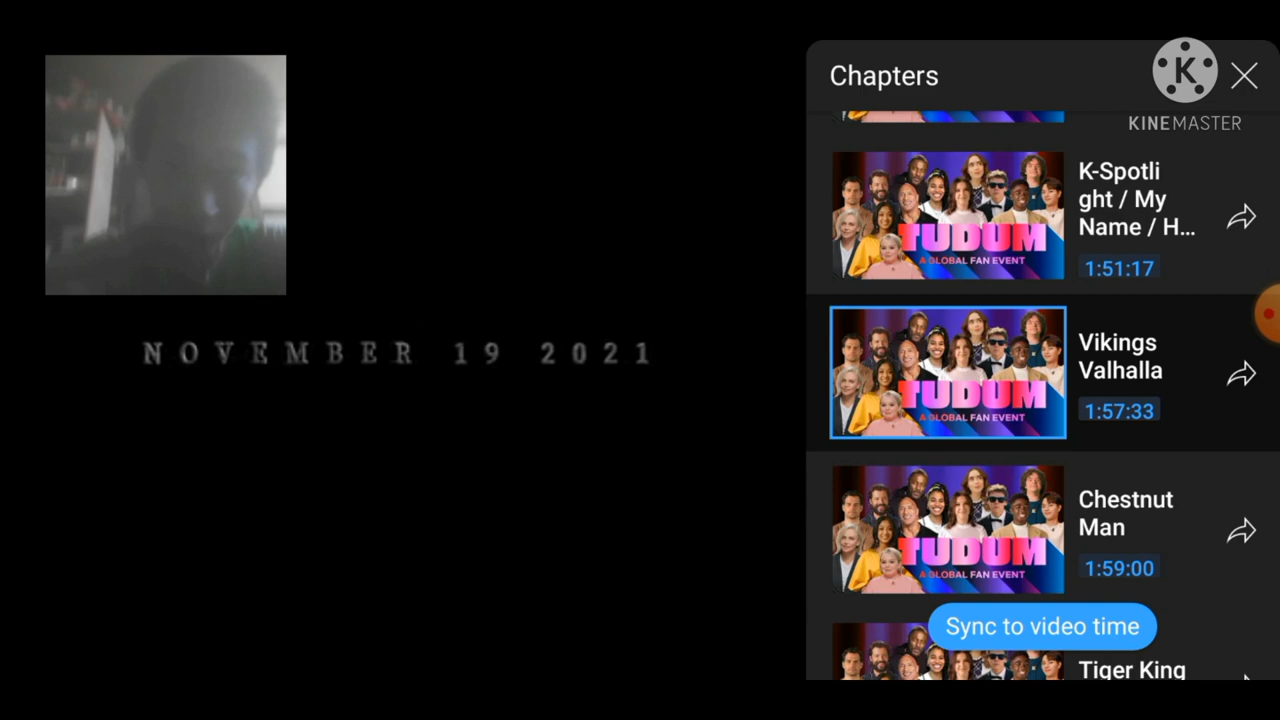 NOVEMBER 19 2021
Chapters
K
KINEMASTER
TUDUM
A GLOBAL FAN EVENT
K-Spotli
ght / My
Name / H...
1:51:17
TUDUM
A GLOBAL FAN EVENT
Vikings
Valhalla
1:57:33
TUDUM
A GLOBAL FAN EVENT
Chestnut
Man
1:59:00
Sync to video time
Tiger King